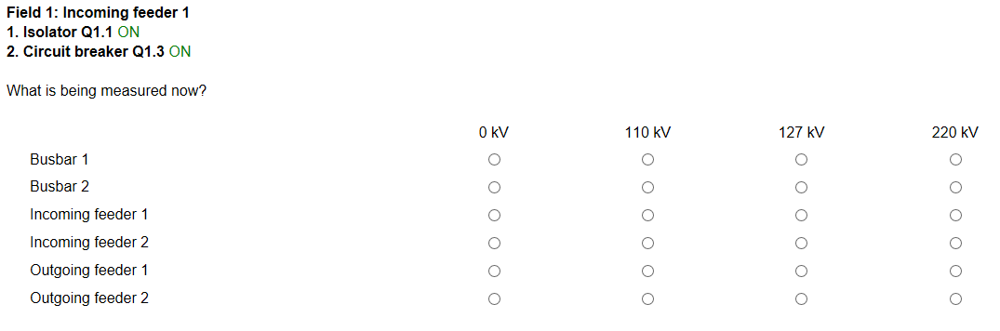 Field 1: Incoming feeder 1
1. Isolator Q1.1 ON
2. Circuit breaker Q1.3 ON
What is being measured now?
0 kV 110 kV 127 kV 220 kV
Busbar 1
Busbar 2
Incoming feeder 1
Incoming feeder 2
Outgoing feeder 1
Outgoing feeder 2